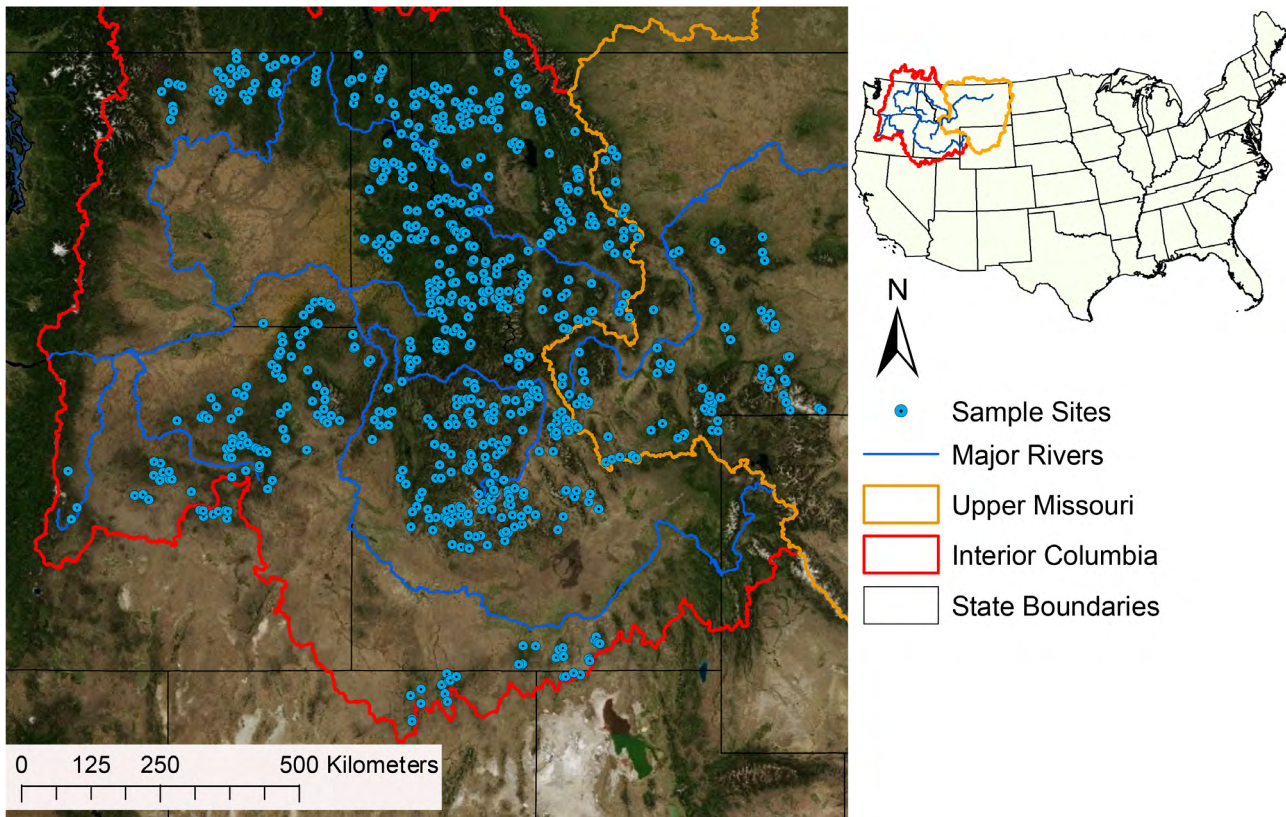 N
Sample Sites
Major Rivers
Upper Missouri
Interior Columbia
State Boundaries
0 125 250 500 Kilometers